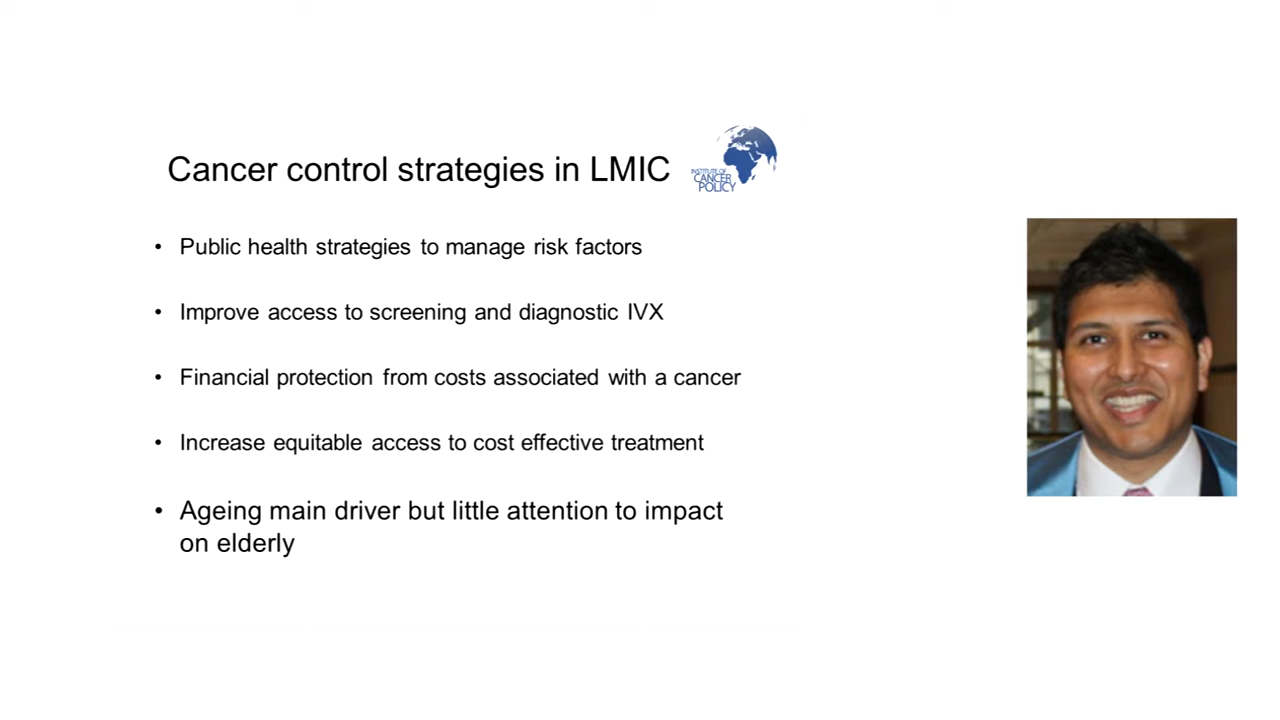 Cancer control strategies in LMIC
INSTITUTE OF
CANCER
POLICY
• Public health strategies to manage risk factors
• Improve access to screening and diagnostic IVX
• Financial protection from costs associated with a cancer
• Increase equitable access to cost effective treatment
• Ageing main driver but little attention to impact
on elderly